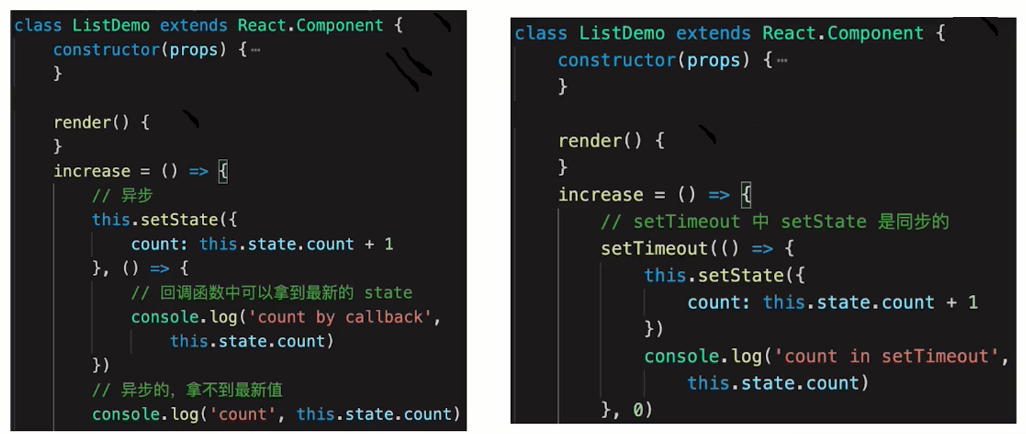 class ListDemo extends React.Component {
constructor(props) {⋯
}
render() {
}
increase = () => {
// 异步
this.setState({
count: this.state.count + 1
}, () => {
// 回调函数中可以拿到最新的 state
console.log('count by callback',
this.state.count)
})
// 异步的，拿不到最新值
console.log('count', this.state.count)
class ListDemo extends React.Component {
constructor(props) {⋯
}
render() {
}
increase = () => {
// setTimeout 中 setState 是同步的
setTimeout(() => {
this.setState({
count: this.state.count + 1
})
console.log('count in setTimeout',
this.state.count)
}, 0)